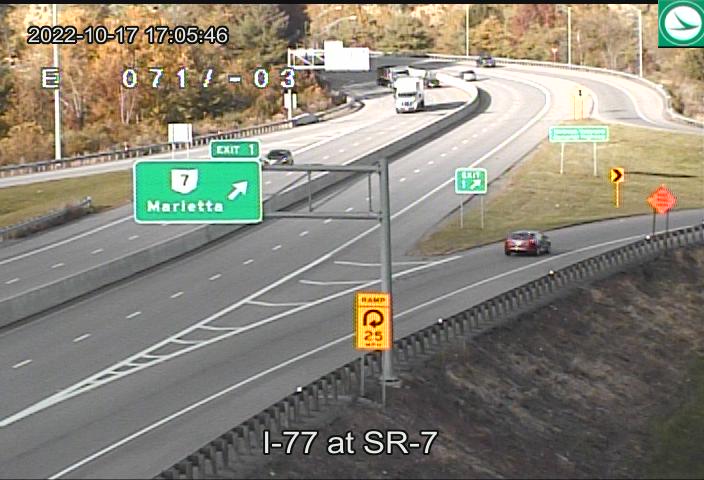 2022-10-17 17:05:46
E 071/-03
EXIT 1
7
Marietta
EXIT
1
RAMP
25
MPH
I-77 at SR-7